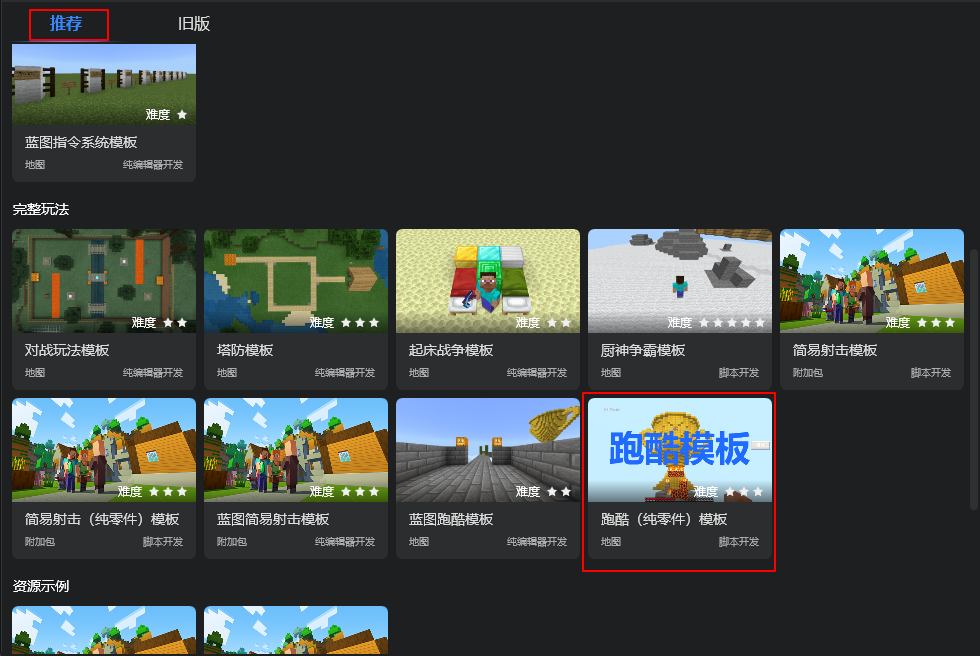 推荐 旧版
难度
蓝图指令系统模板
地图 纯编辑器开发
完整玩法
难度 难度 难度 难度 难度
对战玩法模板 塔防模板 起床战争模板 厨神争霸模板 简易射击模板
地图 纯编辑器开发 地图 纯编辑器开发 地图 纯编辑器开发 地图 脚本开发 附加包 脚本开发
跑酷模板
难度 难度 难度 难度
简易射击（纯零件）模板 蓝图简易射击模板 蓝图跑酷模板 跑酷（纯零件）模板
附加包 脚本开发 附加包 纯编辑器开发 地图 纯编辑器开发 地图 脚本开发
资源示例